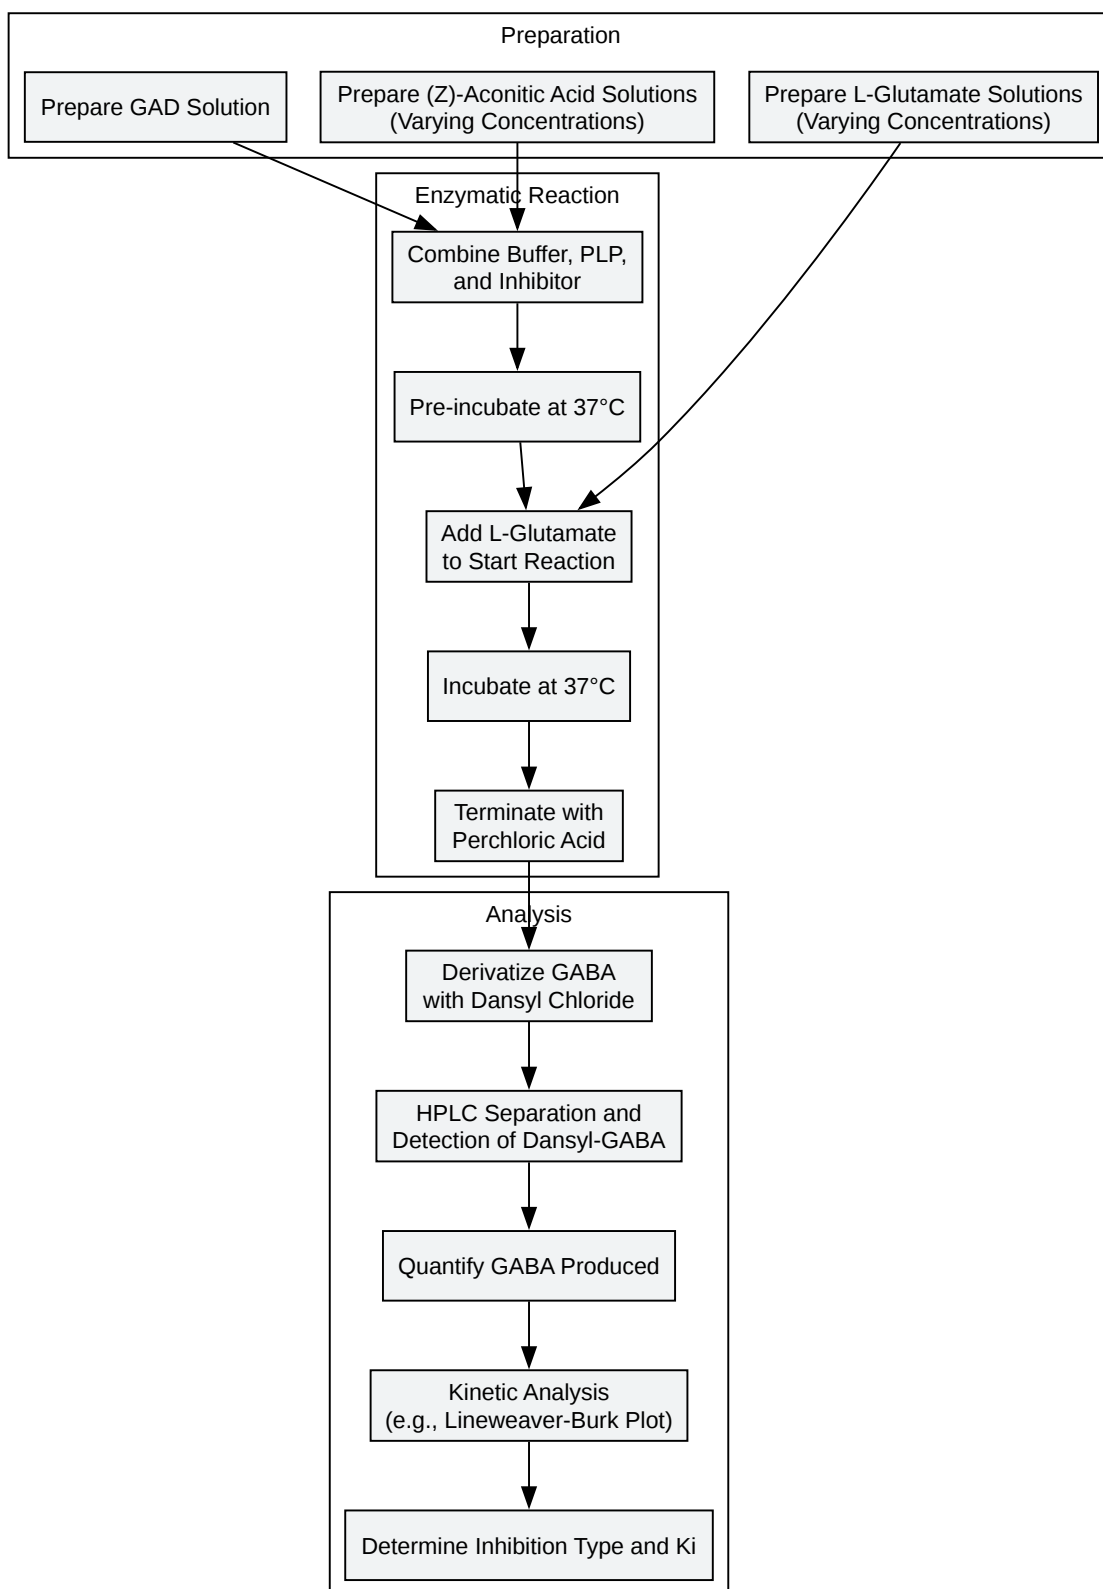 Preparation
Prepare GAD Solution
Prepare (Z)-Aconitic Acid Solutions
(Varying Concentrations)
Prepare L-Glutamate Solutions
(Varying Concentrations)
Enzymatic Reaction
Combine Buffer, PLP,
and Inhibitor
Pre-incubate at 37°C
Add L-Glutamate
to Start Reaction
Incubate at 37°C
Terminate with
Perchloric Acid
Analysis
Derivatize GABA
with Dansyl Chloride
HPLC Separation and
Detection of Dansyl-GABA
Quantify GABA Produced
Kinetic Analysis
(e.g., Lineweaver-Burk Plot)
Determine Inhibition Type and Ki